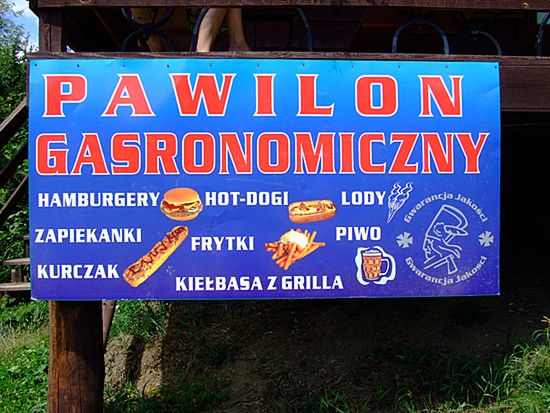 PAWILON
GASRONOMICZNY
HAMBURGERY HOT-DOGI LODY
ZAPIEKANKI FRYTKI PIWO
KURCZAK KIEŁBASA Z GRILLA
Gwarancja Jakości
Gwarancja Jakości